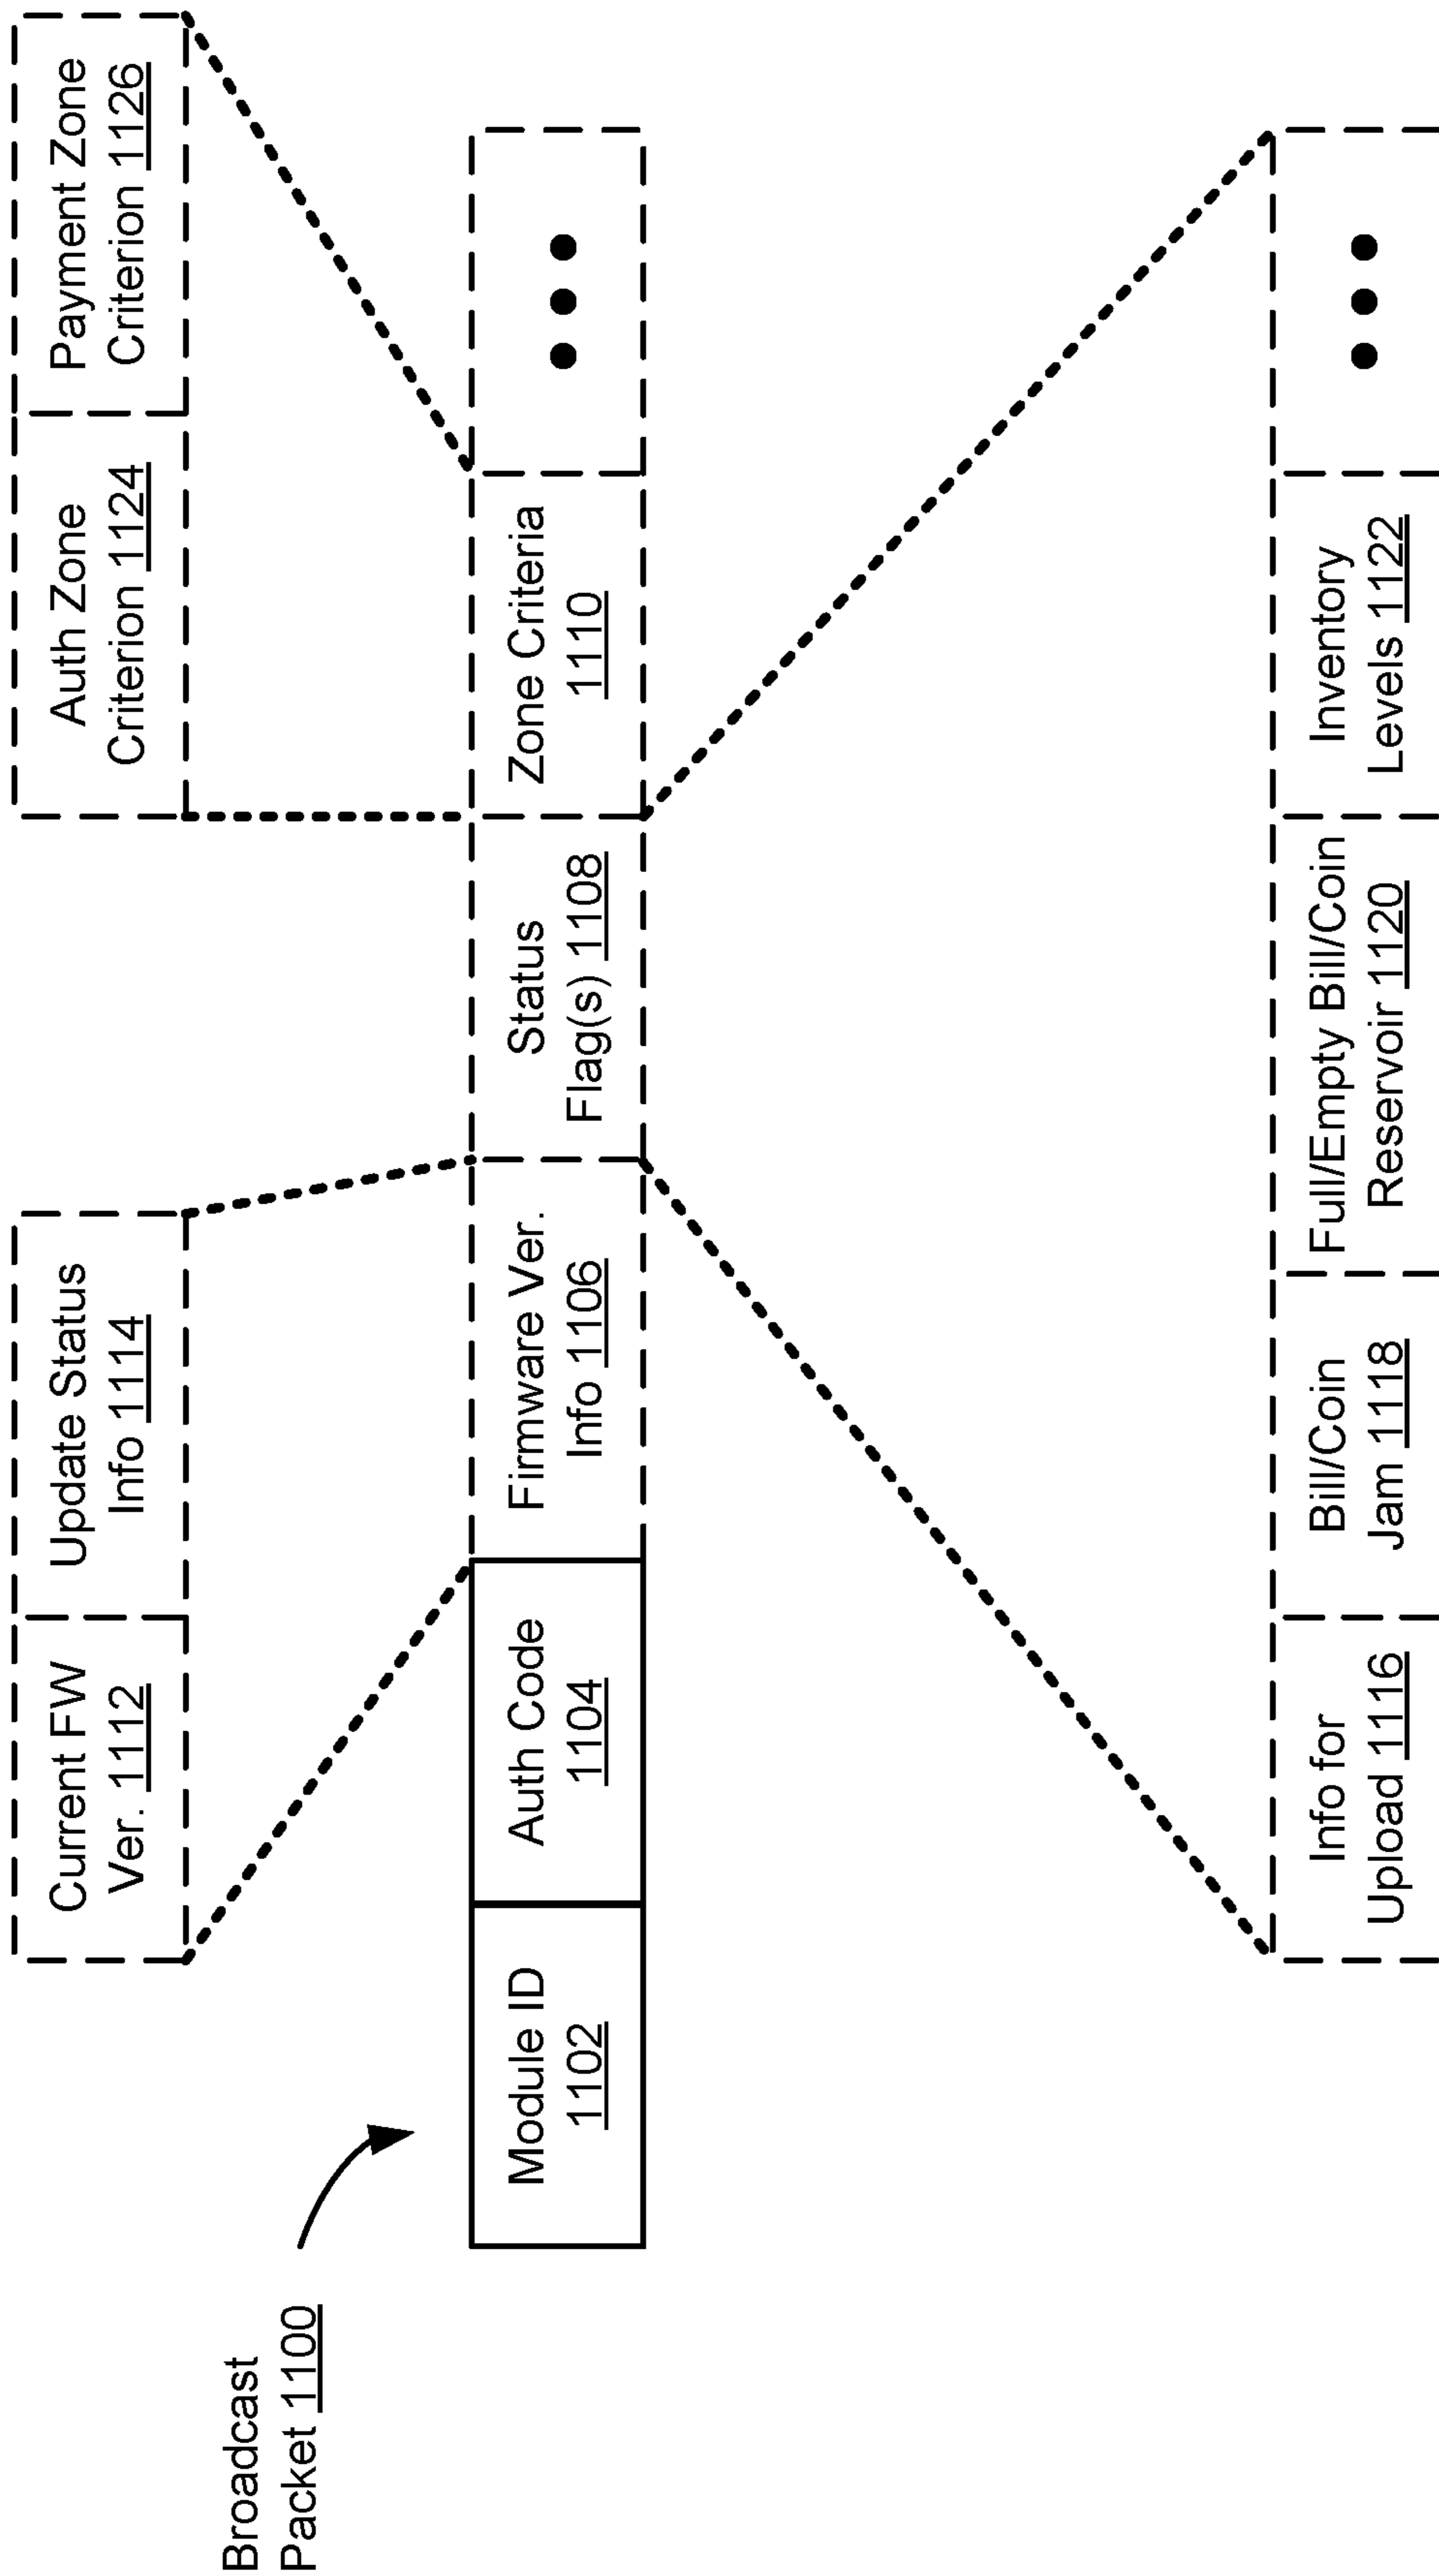 Broadcast
Packet 1100
Current FW
Ver. 1112
Update Status
Info 1114
Auth Zone
Criterion 1124
Payment Zone
Criterion 1126
Module ID
1102
Auth Code
1104
Firmware Ver.
Info 1106
Status
Flag(s) 1108
Zone Criteria
1110
Info for
Upload 1116
Bill/Coin
Jam 1118
Full/Empty Bill/Coin
Reservoir 1120
Inventory
Levels 1122